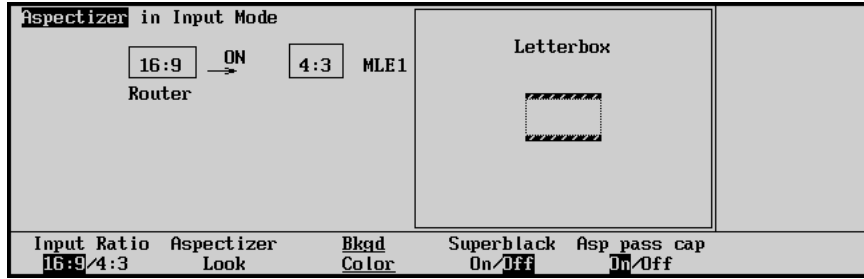 Aspectizer in Input Mode
16:9 ON 4:3 MLE1
Router
Letterbox
Input Ratio Aspectizer Bkgd Superblack Asp pass cap
16:9/4:3 Look Color On/Off On/Off